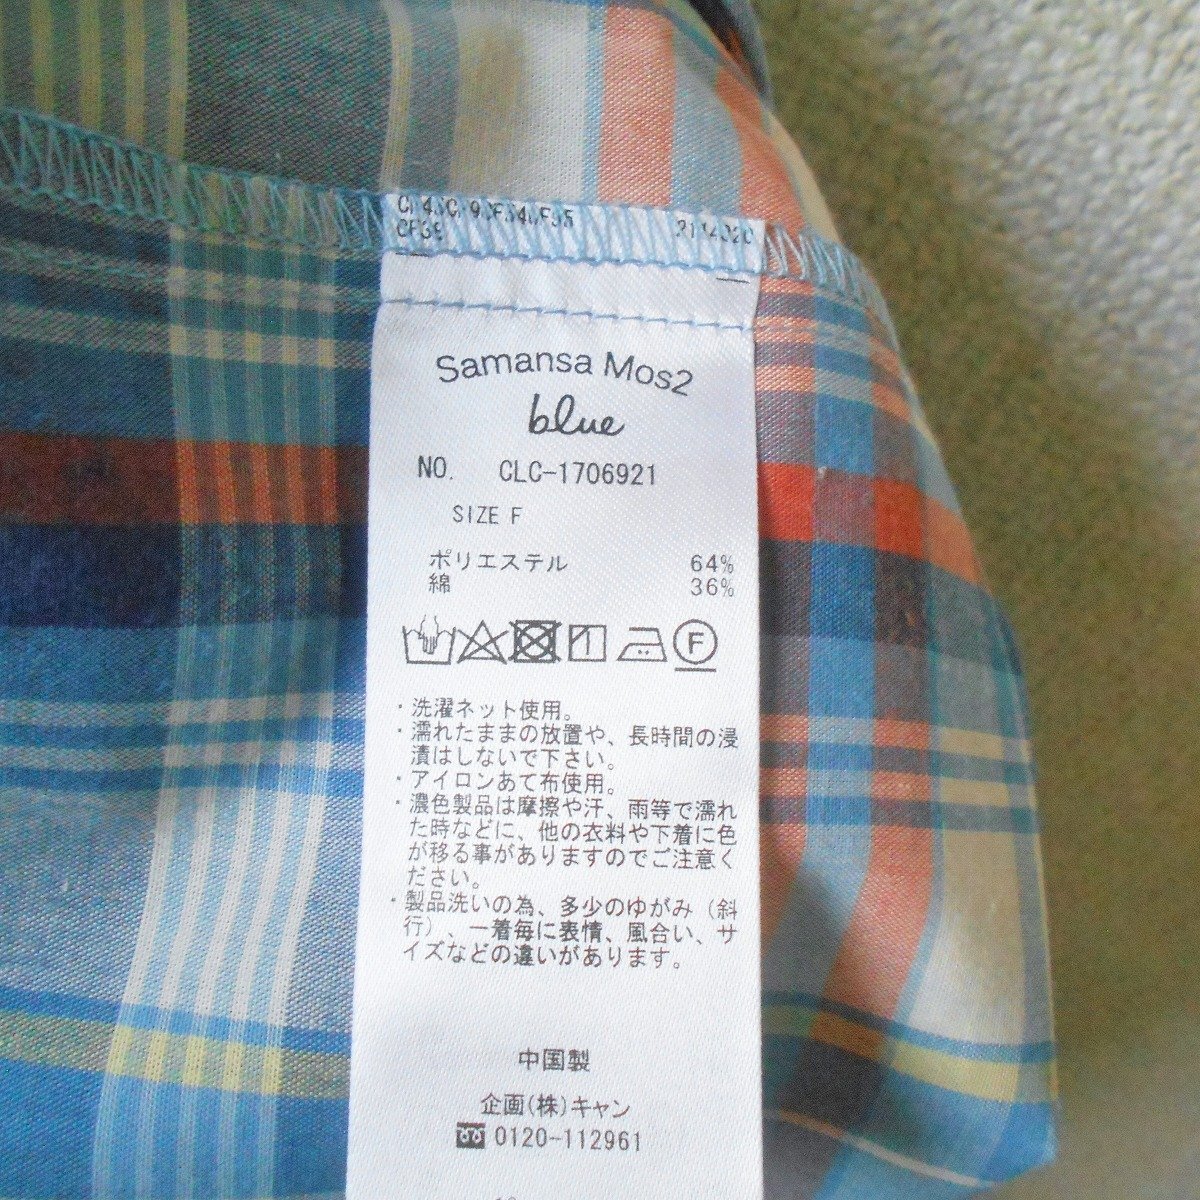 Samansa Mos2
blue
NO. CLC-1706921
SIZE F
ポリエステル 64%
綿 36%
F
・洗濯ネット使用。
・濡れたままの放置や、長時間の浸
漬はしないで下さい。
・アイロンあて布使用。
・濃色製品は摩擦や汗、雨等で濡れ
た時などに、他の衣料や下着に色
が移る事がありますのでご注意く
ださい。
・製品洗いの為、多少のゆがみ（斜
行）、一着毎に表情、風合い、サ
イズなどの違いがあります。
中国製
企画(株)キャン
0120-112961